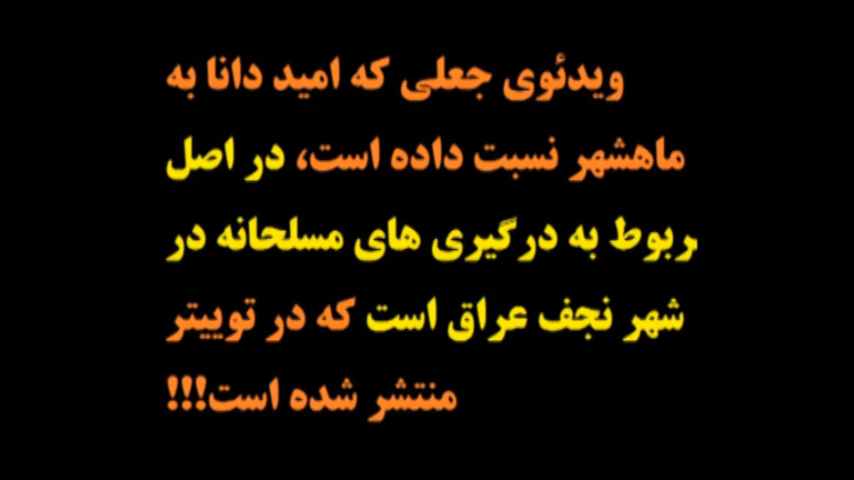 ویدئوی جعلی که امید دانا به
ماهشهر نسبت داده است، در اصل
ربوط به درگیری های مسلحانه در
شهر نجف عراق است که در توییتر
منتشر شده است!!!